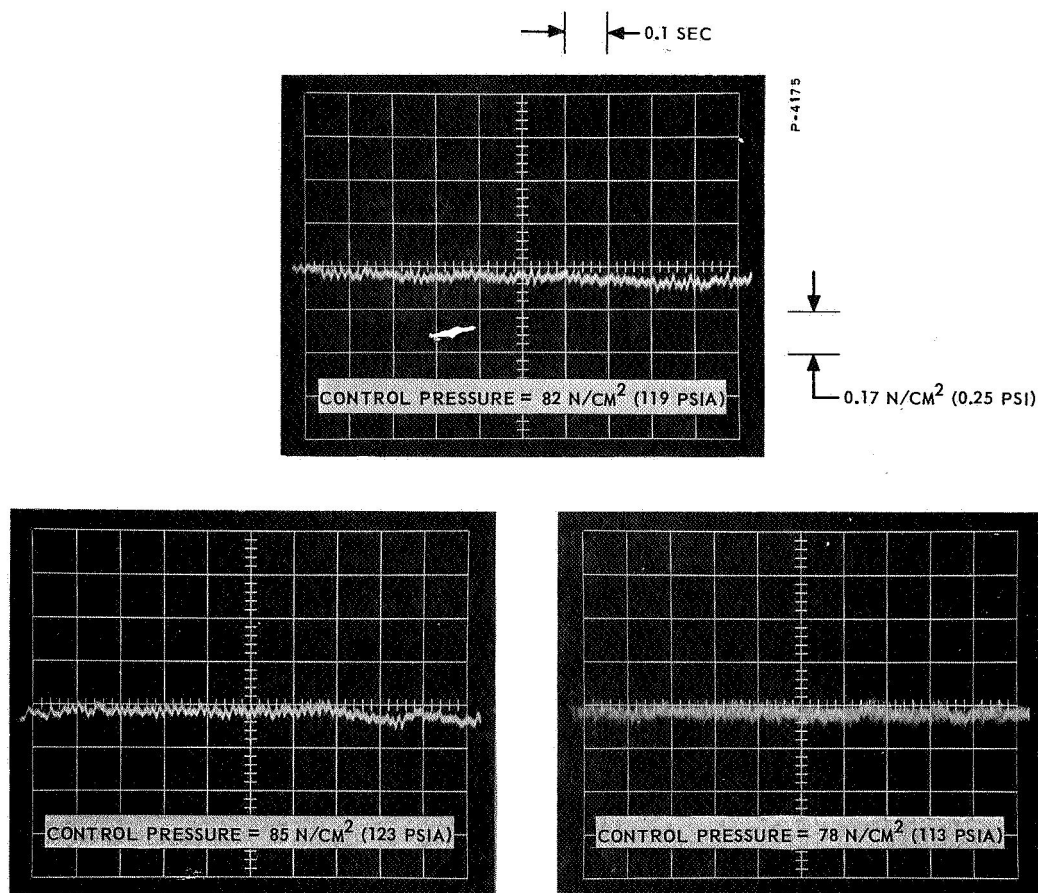 0.1 SEC
P-4175
CONTROL PRESSURE = 82 N/CM² (119 PSIA)
0.17 N/CM² (0.25 PSI)
CONTROL PRESSURE = 85 N/CM² (123 PSIA)
CONTROL PRESSURE = 78 N/CM² (113 PSIA)